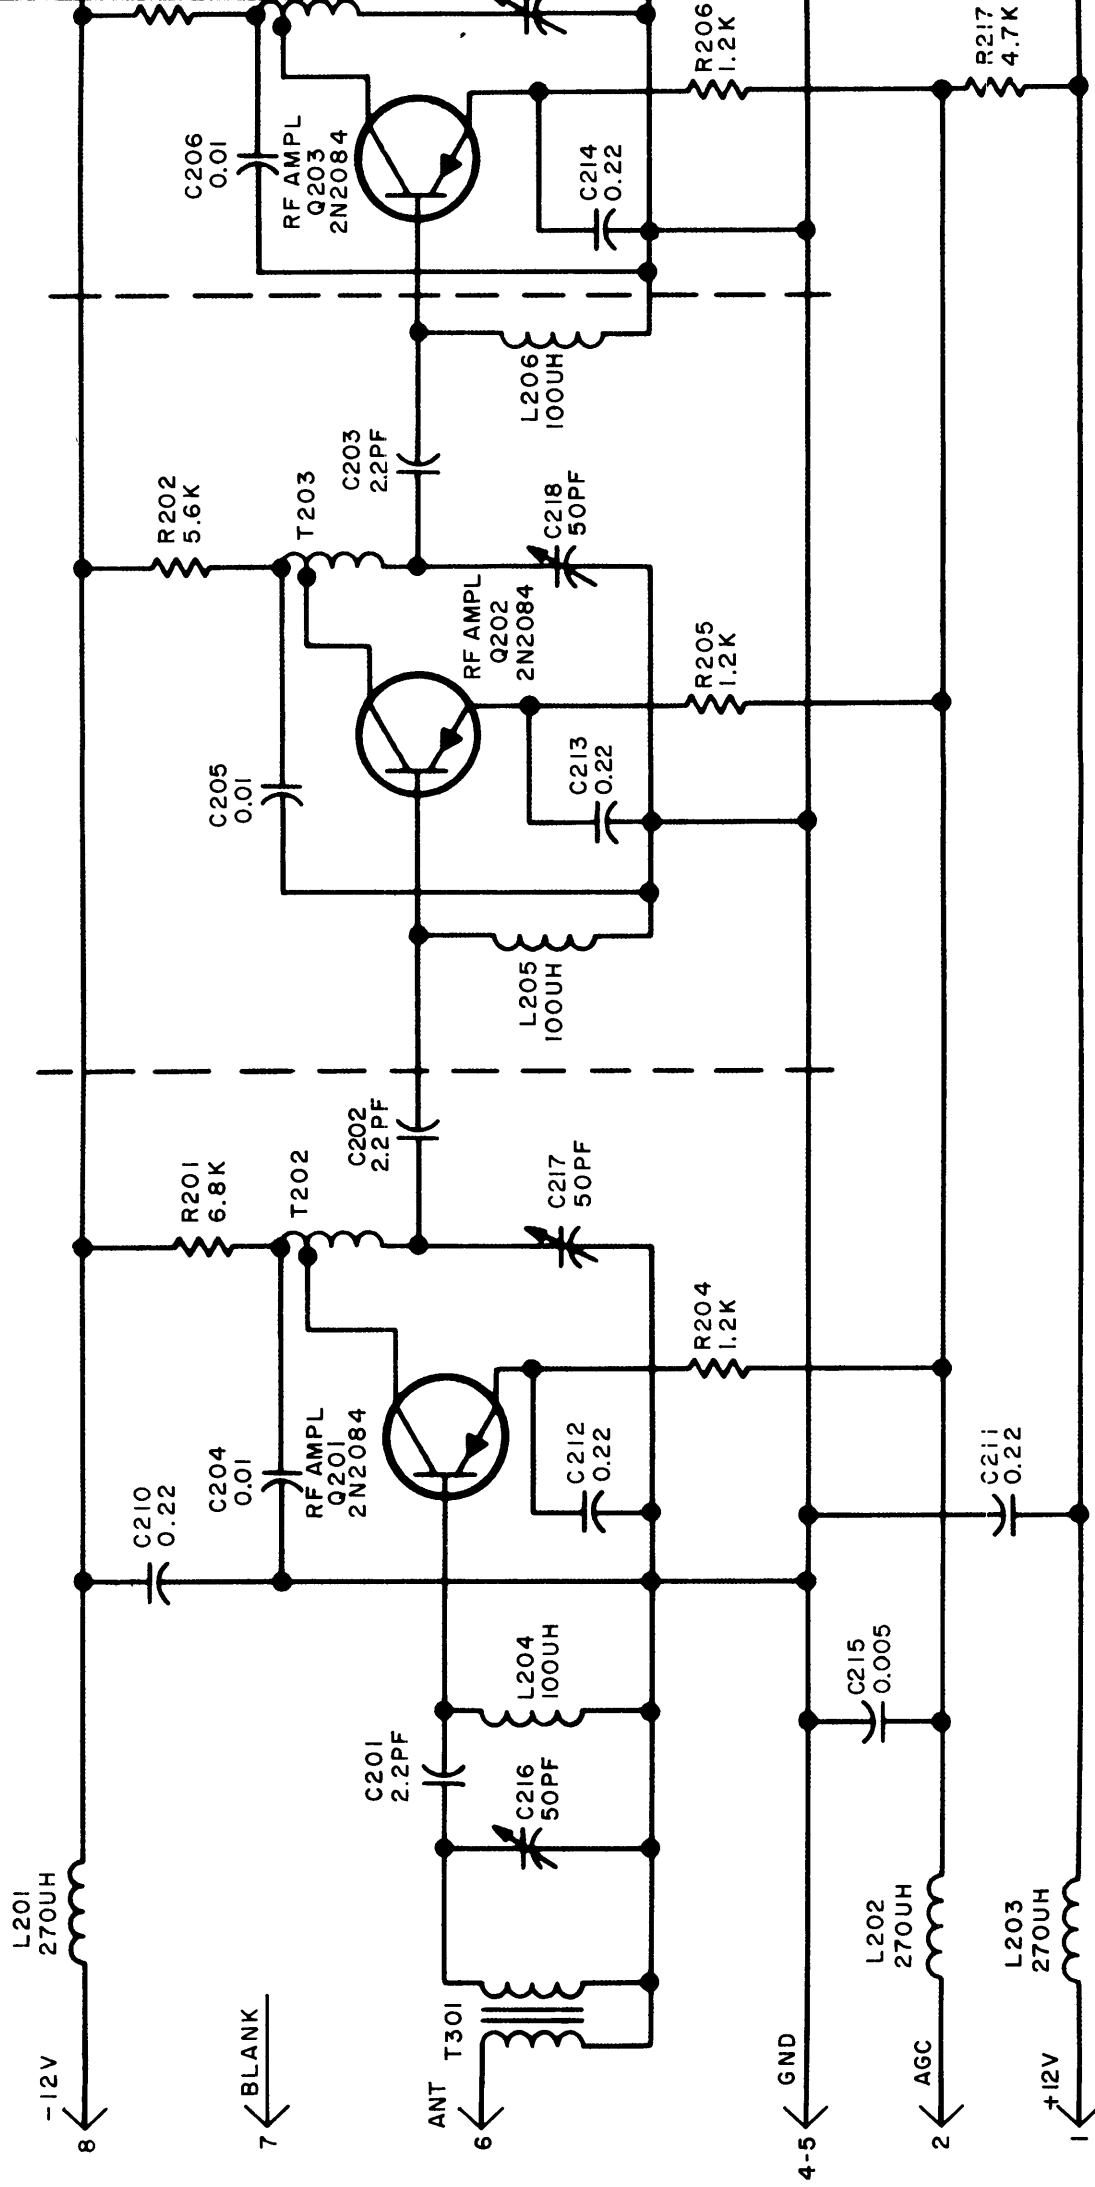 R206
1.2K
R217
4.7K
C206
0.01
RF AMPL
Q203
2N2084
C214
0.22
L206
100UH
C203
2.2PF
R202
5.6K
T203
C218
50PF
RF AMPL
Q202
2N2084
R205
1.2K
C205
0.01
C213
0.22
L205
100UH
C202
2.2PF
R201
6.8K
T202
C217
50PF
R204
1.2K
C210
0.22
C204
0.01
RF AMPL
Q201
2N2084
C212
0.22
C211
0.22
L204
100UH
C215
0.005
C201
2.2PF
C216
50PF
L201
270UH
L202
270UH
L203
270UH
T301
-12V
8
BLANK
7
ANT
6
GND
4-5
AGC
2
+12V
1